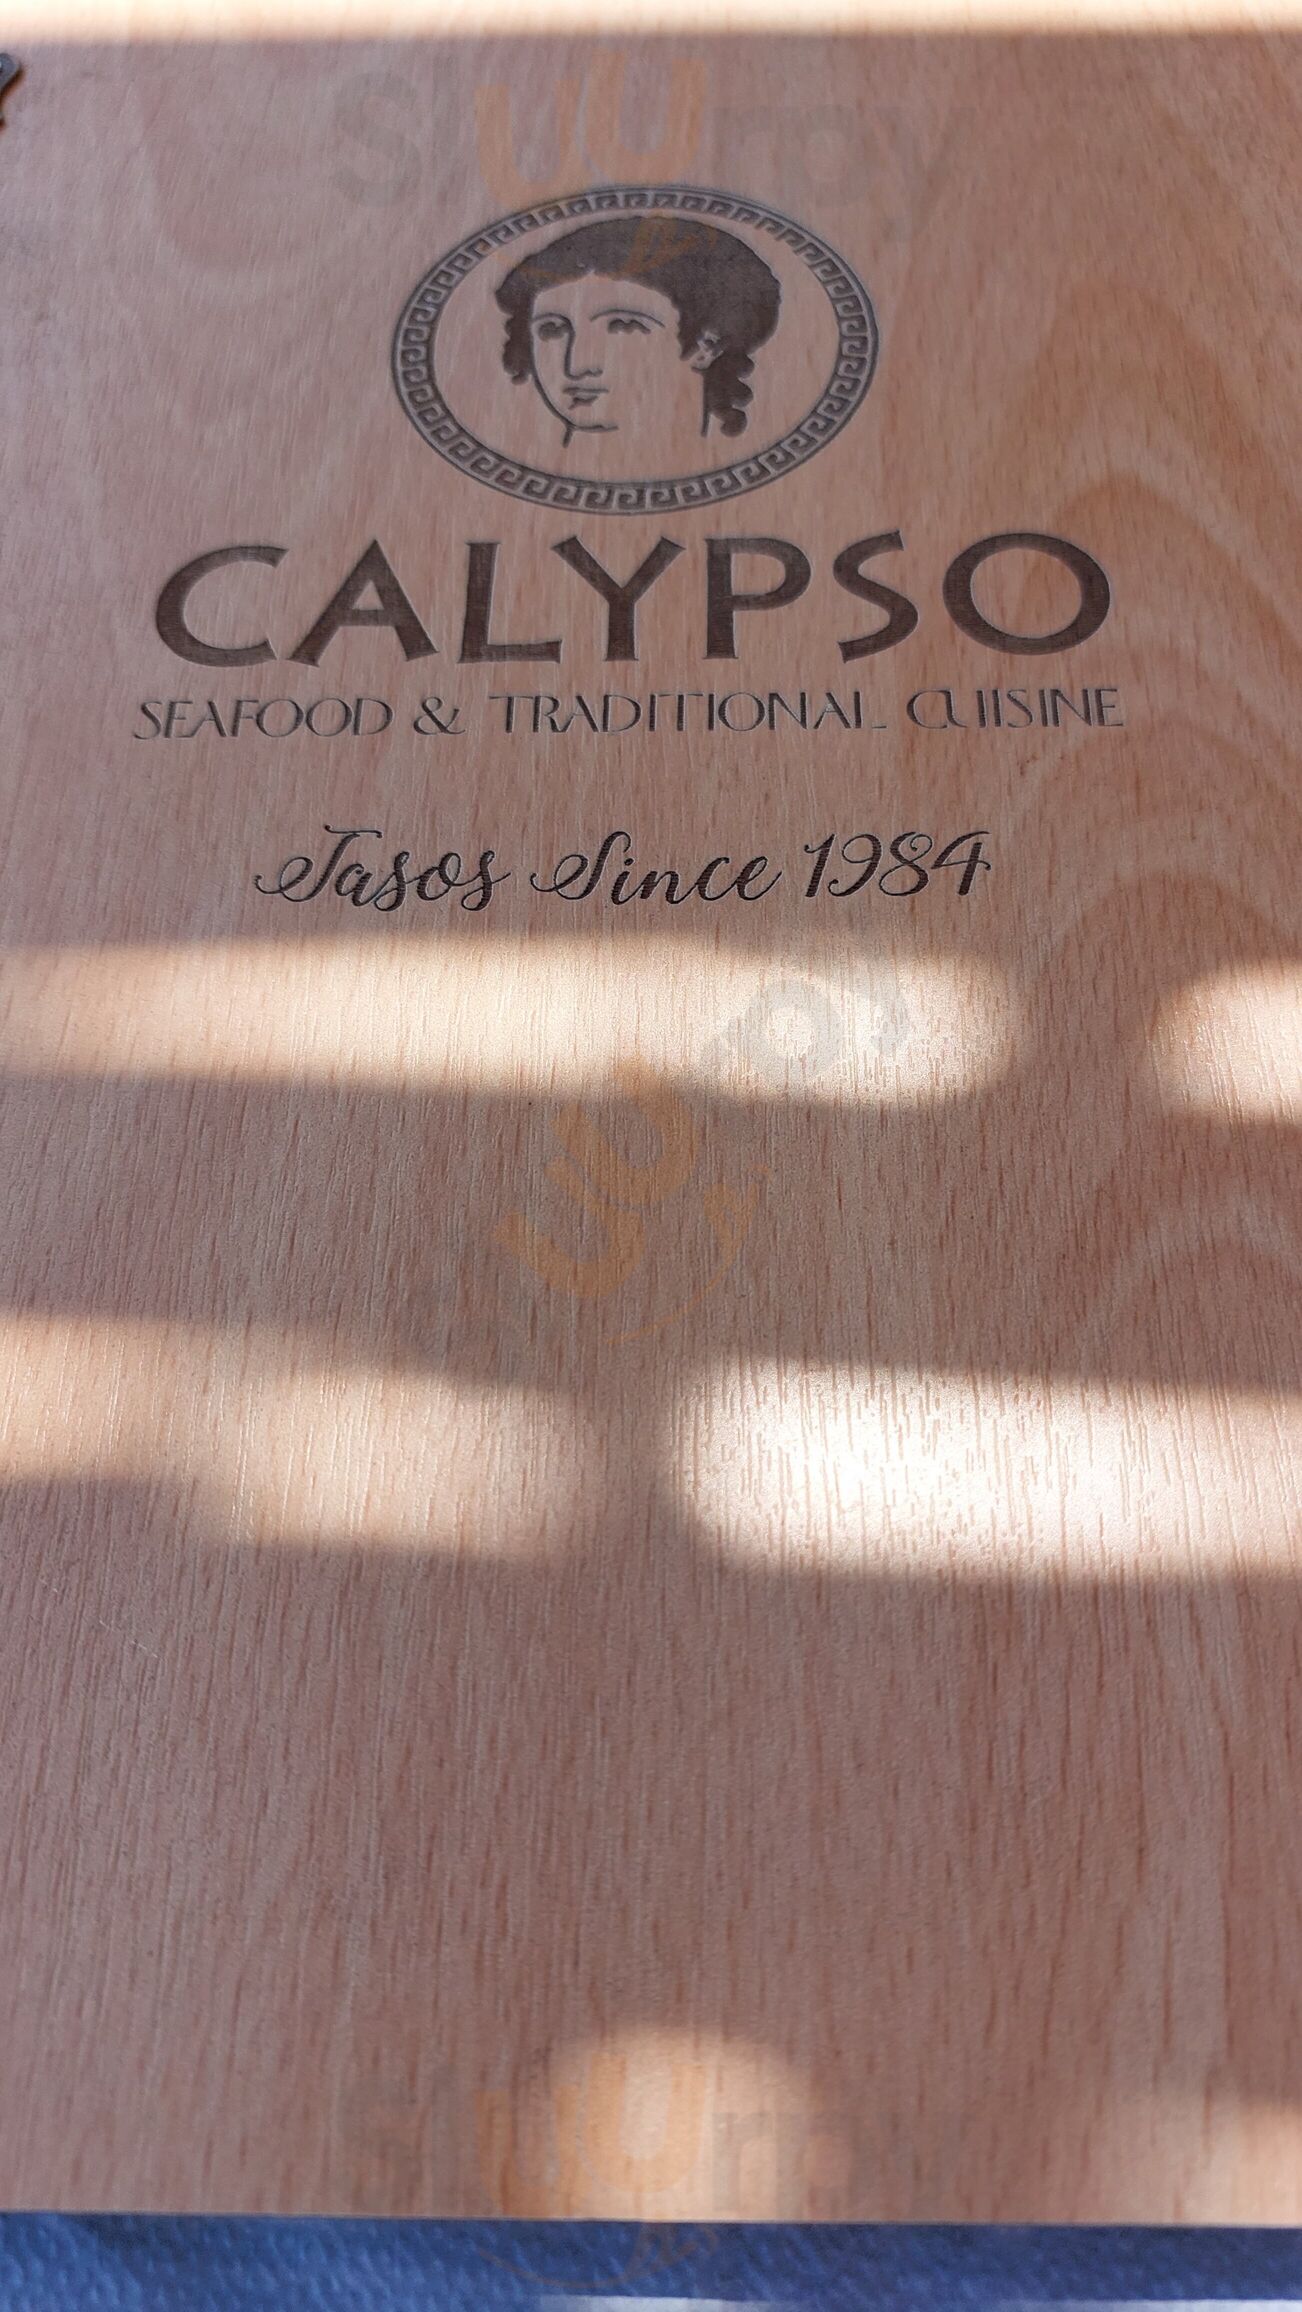 CALYPSO
SEAFOOD & TRADITIONAL CUISINE
Tasos Since 1984